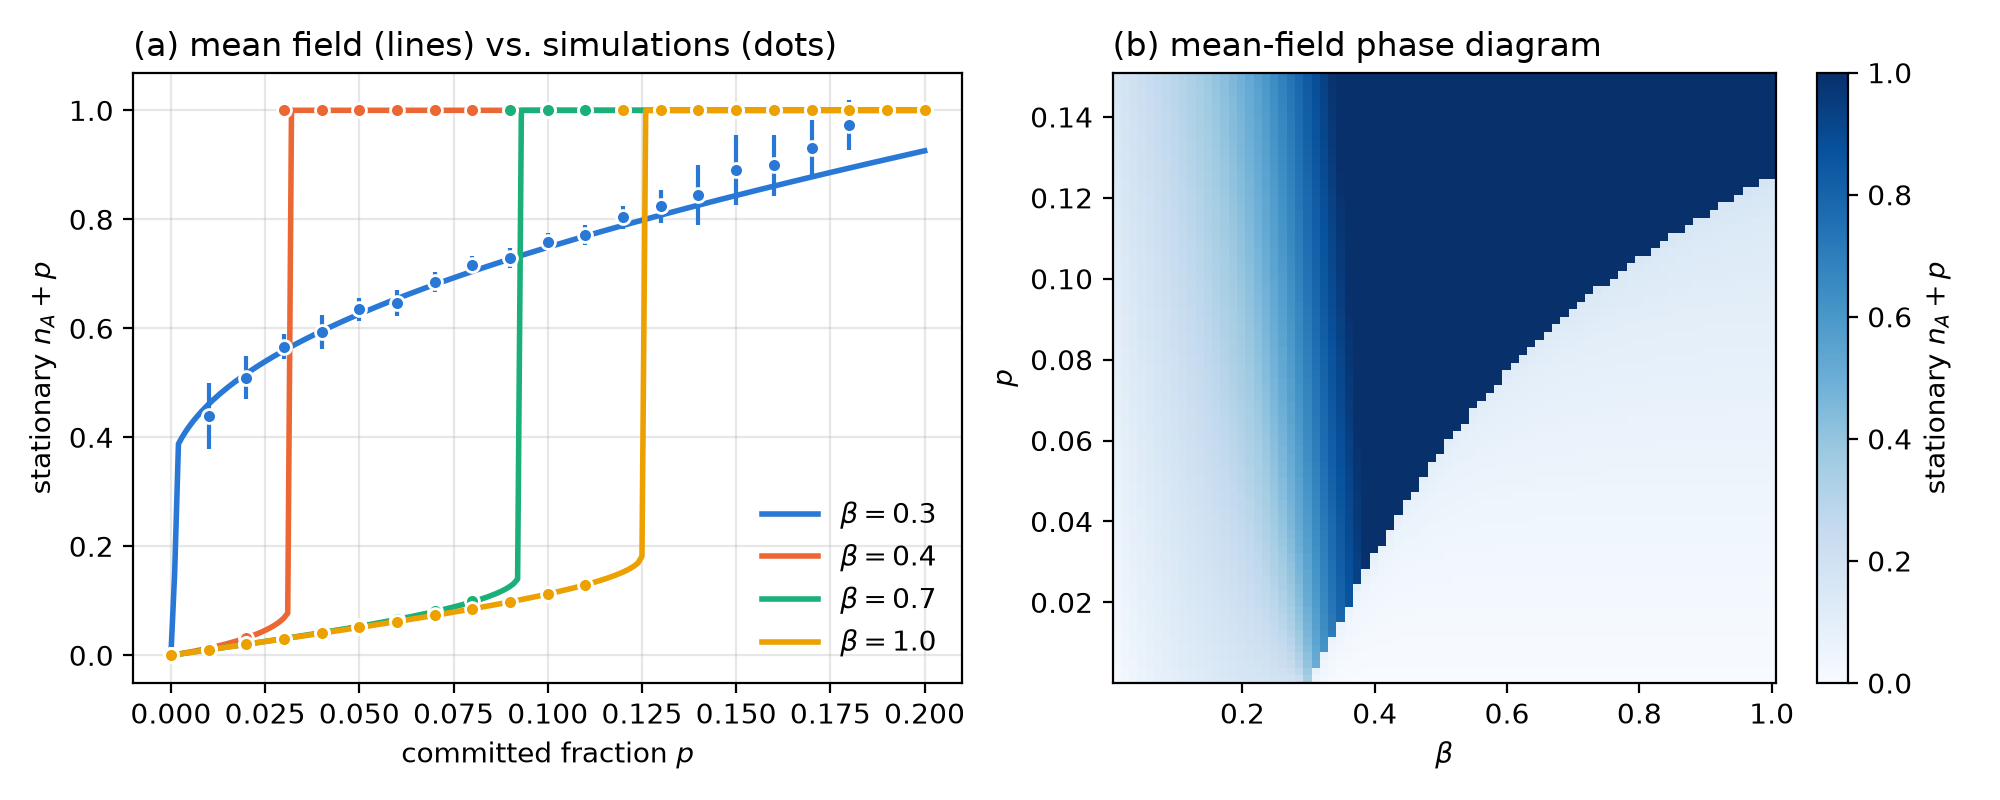 (a) mean field (lines) vs. simulations (dots)
stationary n_A + p
1.0
0.8
0.6
0.4
0.2
0.0
β = 0.3
β = 0.4
β = 0.7
β = 1.0
0.000 0.025 0.050 0.075 0.100 0.125 0.150 0.175 0.200
committed fraction p
(b) mean-field phase diagram
p
0.14
0.12
0.10
0.08
0.06
0.04
0.02
0.2 0.4 0.6 0.8 1.0
β
1.0
0.8
0.6
0.4
0.2
0.0
stationary n_A + p